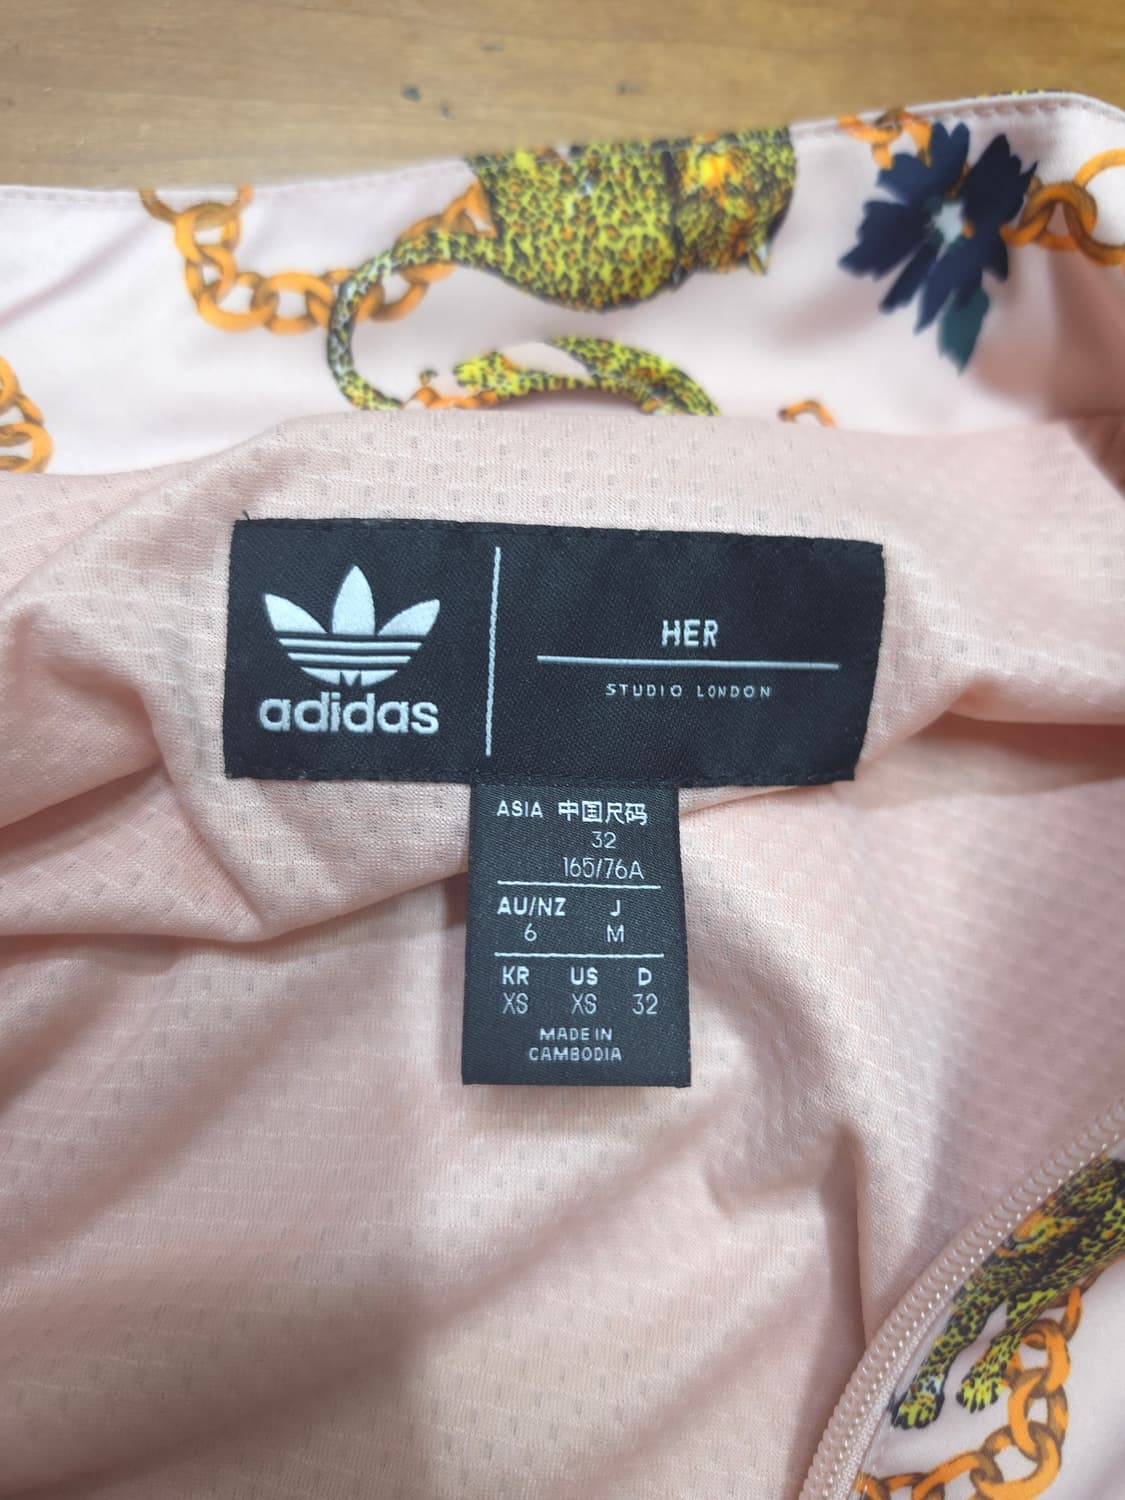 adidas
HER
STUDIO LONDON
ASIA 中国尺码
32
165/76A
AU/NZ J
6 M
KR US D
XS XS 32
MADE IN
CAMBODIA